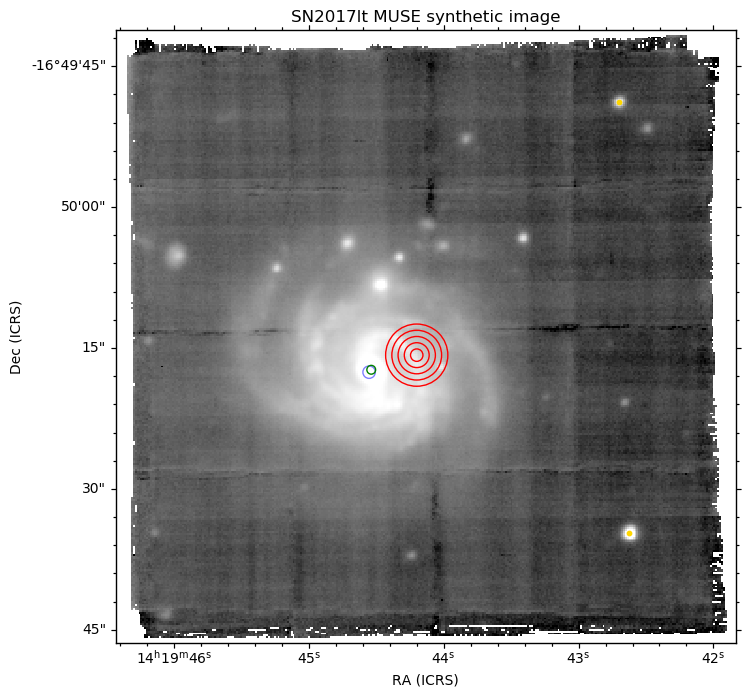 SN2017lt MUSE synthetic image
-16°49'45"
50'00"
15"
30"
45"
Dec (ICRS)
14ʰ19ᵐ46ˢ
45ˢ
44ˢ
43ˢ
42ˢ
RA (ICRS)